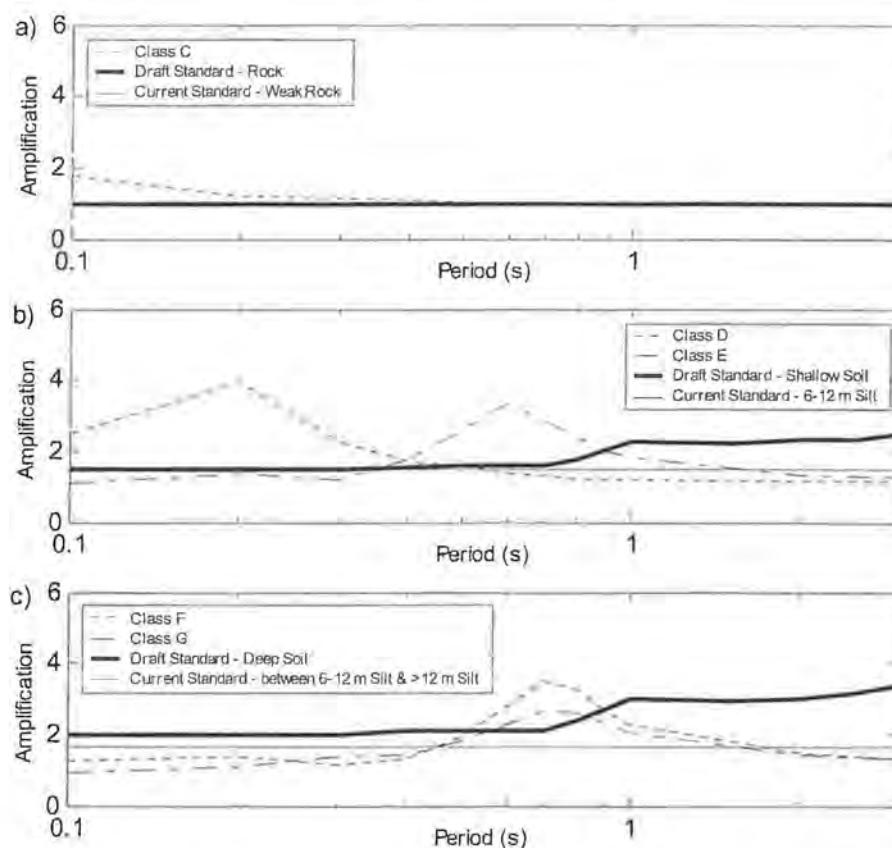 a)
6
4
2
0
Amplification
Class C
Draft Standard - Rock
Current Standard - Weak Rock
0.1
1
Period (s)
b)
6
4
2
0
Amplification
Class D
Class E
Draft Standard - Shallow Soil
Current Standard - 6-12 m Silt
0.1
1
Period (s)
c)
6
4
2
0
Amplification
Class F
Class G
Draft Standard - Deep Soil
Current Standard - between 6-12 m Silt & >12 m Silt
0.1
1
Period (s)